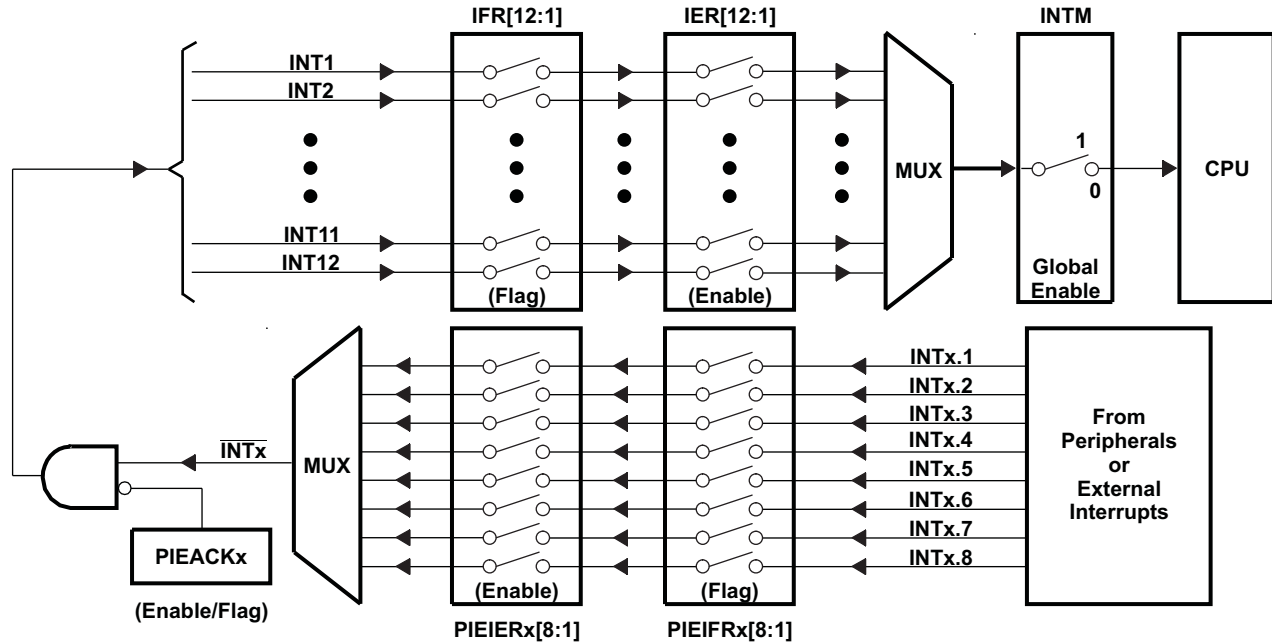 IFR[12:1] IER[12:1] INTM
INT1
INT2
1
MUX
CPU
0
INT11
INT12
Global
Enable
(Flag)
(Enable)
INTx.1
INTx.2
INTx.3
INTx.4
INTx.5
INTx.6
INTx.7
INTx.8
From
Peripherals
or
External
Interrupts
INTx
MUX
PIEACKx
(Enable/Flag)
(Enable)
(Flag)
PIEIERx[8:1] PIEIFRx[8:1]